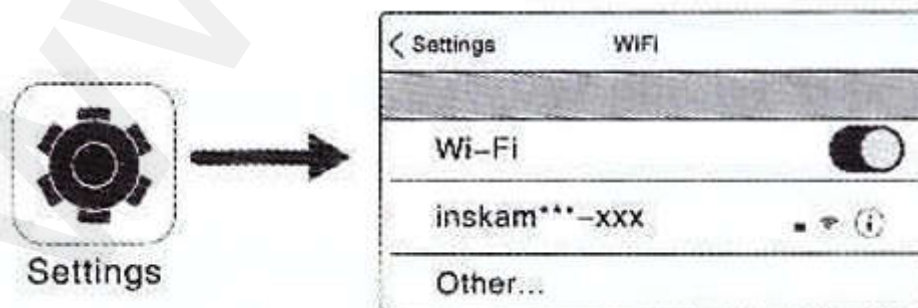 < Settings WiFi
Wi–Fi
inskam***–xxx
Other...
Settings